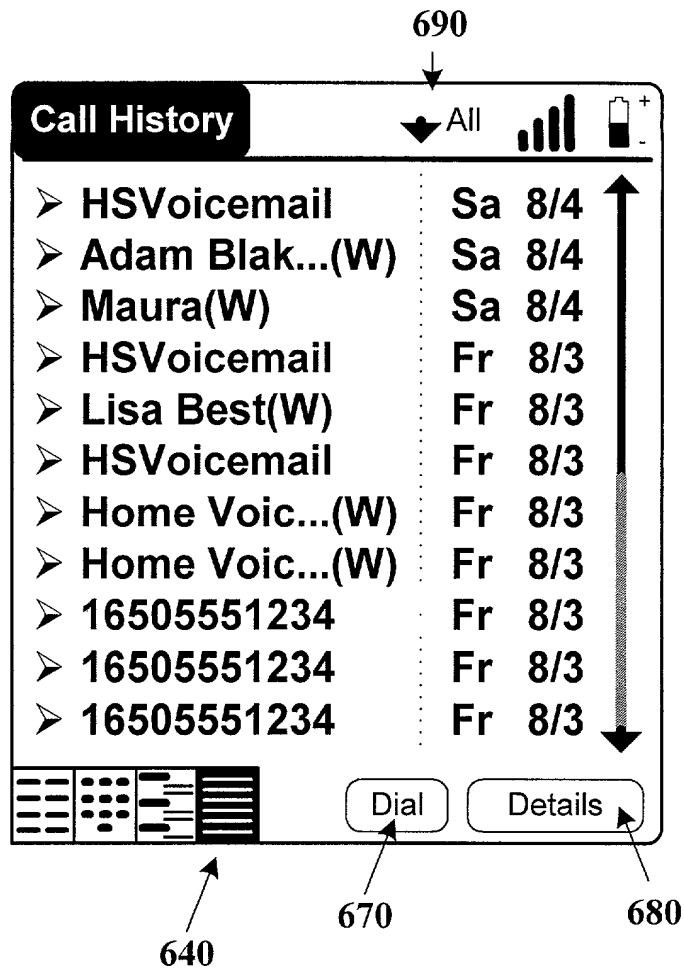 690
Call History All + -
HSVoicemail Sa 8/4
Adam Blak...(W) Sa 8/4
Maura(W) Sa 8/4
HSVoicemail Fr 8/3
Lisa Best(W) Fr 8/3
HSVoicemail Fr 8/3
Home Voic...(W) Fr 8/3
Home Voic...(W) Fr 8/3
16505551234 Fr 8/3
16505551234 Fr 8/3
16505551234 Fr 8/3
Dial Details
670 680
640